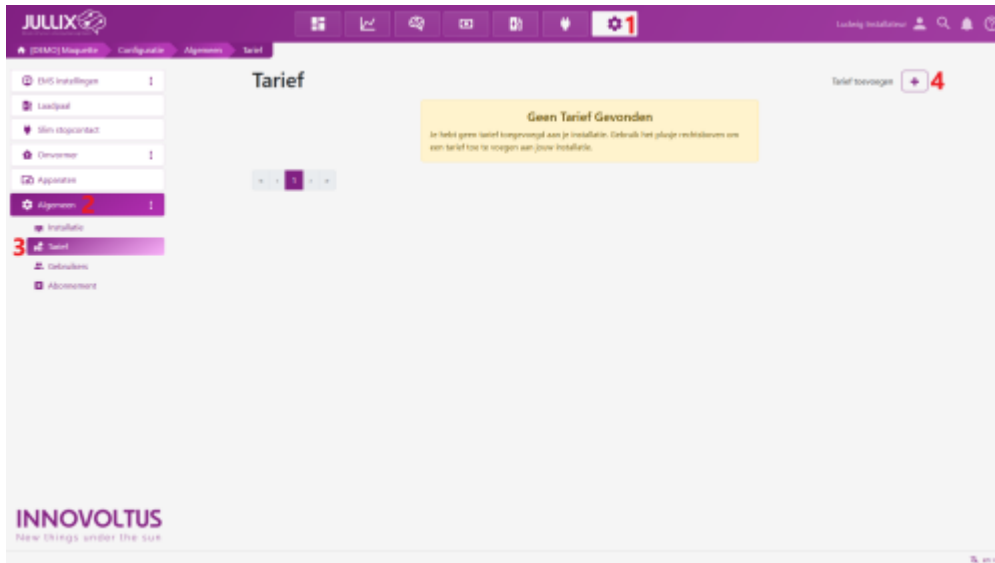 JULLIX
1
Ludwig Installateur
[DEMO] Maquette Configuratie Algemeen Tarief
EMS Instellingen
Laadpaal
Slim stopcontact
Omvormer
Apparaten
Algemeen 2
Installatie
3 Tarief
Gebruikers
Abonnement
Tarief
Tarief toevoegen + 4
Geen Tarief Gevonden
Je hebt geen tarief toegevoegd aan je installatie. Gebruik het plusje rechtsboven om
een tarief toe te voegen aan jouw installatie.
« ‹ 1 › »
INNOVOLTUS
New things under the sun